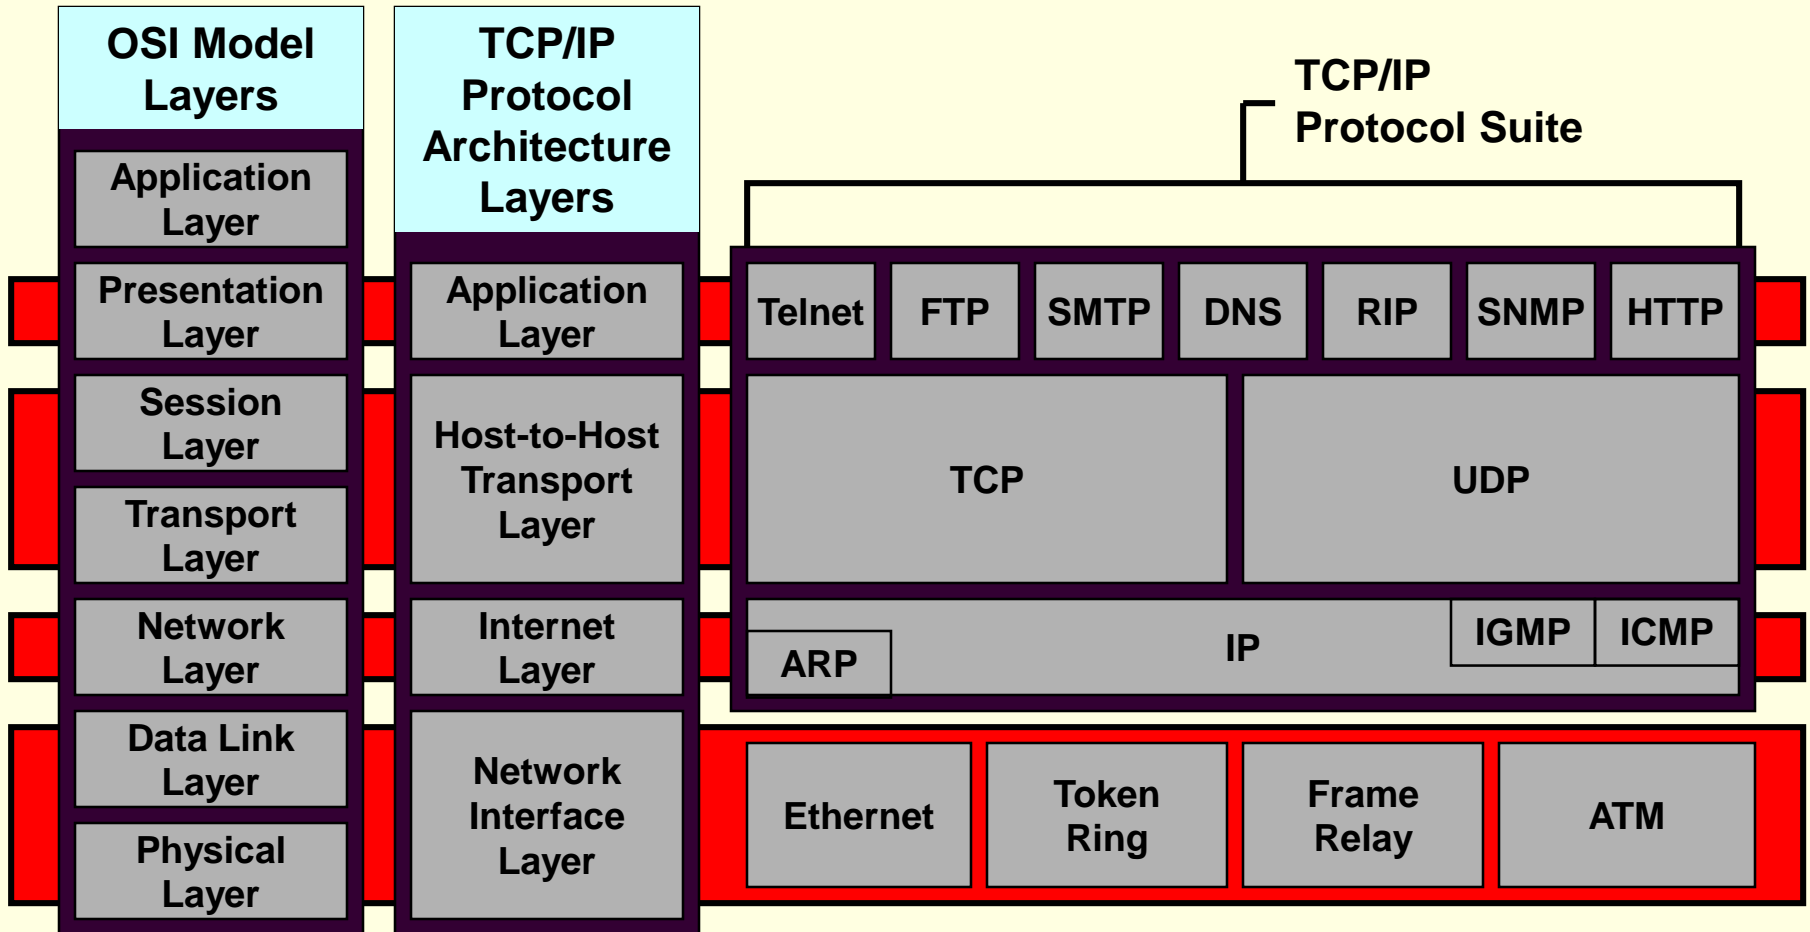 OSI Model
Layers
TCP/IP
Protocol
Architecture
Layers
TCP/IP
Protocol Suite
Application
Layer
Presentation
Layer
Session
Layer
Transport
Layer
Network
Layer
Data Link
Layer
Physical
Layer
Application
Layer
Host-to-Host
Transport
Layer
Internet
Layer
Network
Interface
Layer
Telnet
FTP
SMTP
DNS
RIP
SNMP
HTTP
TCP
UDP
ARP
IP
IGMP
ICMP
Ethernet
Token
Ring
Frame
Relay
ATM